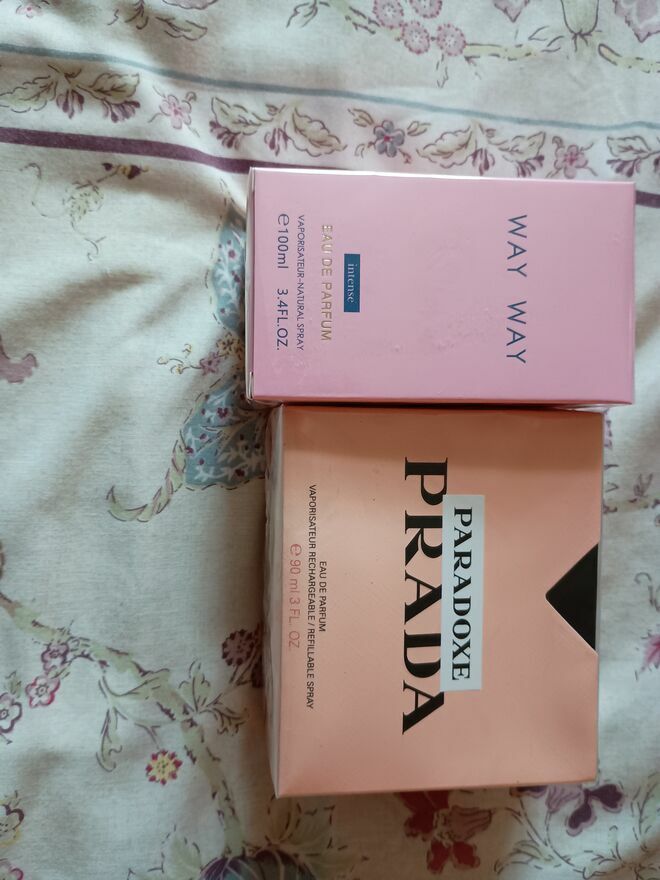 WAY WAY
intense
EAU DE PARFUM
VAPORISATEUR-NATURAL SPRAY
℮100ml 3.4FL.OZ.
PARADOXE
PRADA
EAU DE PARFUM
VAPORISATEUR RECHARGEABLE / REFILLABLE SPRAY
℮ 90 ml 3 FL. OZ.